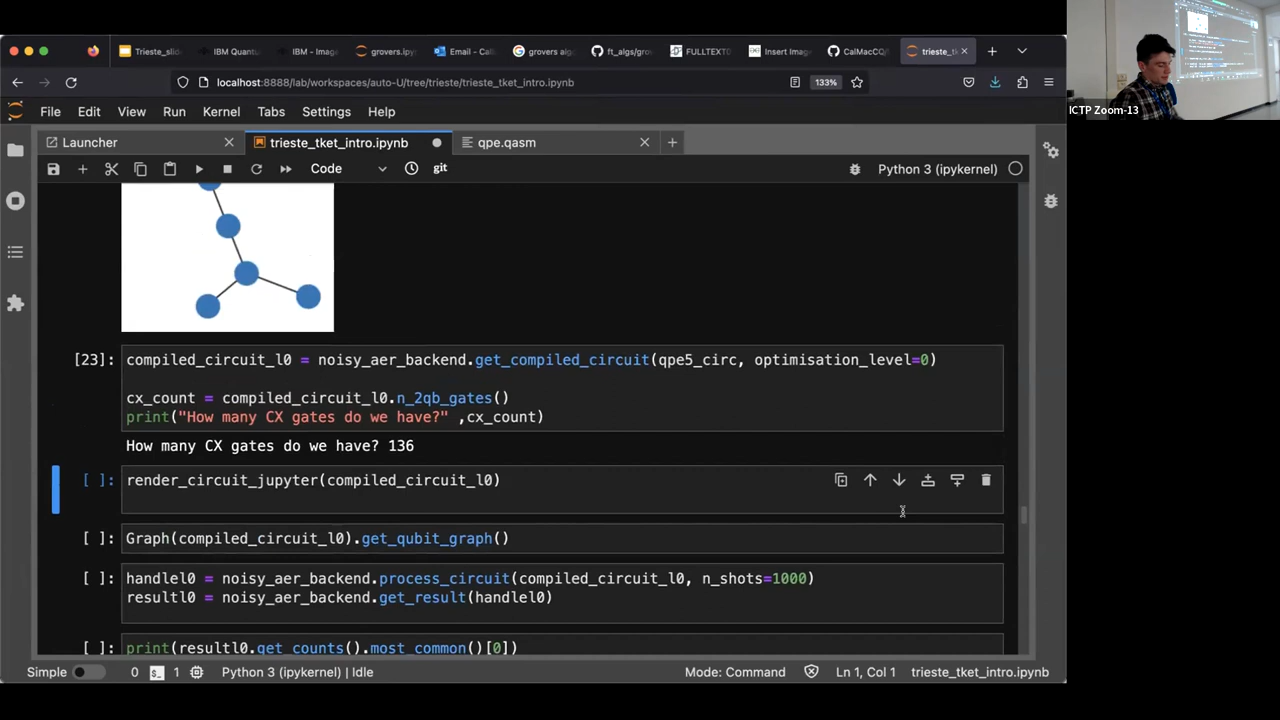 Trieste_slid
IBM Quantu
IBM - Image
grovers.ipy
Email - Cal
grovers alg
ft_algs/gro
FULLTEXT0
Insert Imag
CalMacCQ/
trieste_tk
localhost:8888/lab/workspaces/auto-U/tree/trieste/trieste_tket_intro.ipynb
133%
ICTP Zoom-13
File Edit View Run Kernel Tabs Settings Help
Launcher
trieste_tket_intro.ipynb
qpe.qasm
Code
git
Python 3 (ipykernel)
[23]: compiled_circuit_l0 = noisy_aer_backend.get_compiled_circuit(qpe5_circ, optimisation_level=0)
cx_count = compiled_circuit_l0.n_2qb_gates()
print("How many CX gates do we have?" ,cx_count)
How many CX gates do we have? 136
[ ]: render_circuit_jupyter(compiled_circuit_l0)
[ ]: Graph(compiled_circuit_l0).get_qubit_graph()
[ ]: handlel0 = noisy_aer_backend.process_circuit(compiled_circuit_l0, n_shots=1000)
resultl0 = noisy_aer_backend.get_result(handlel0)
[ ]: print(resultl0.get_counts().most_common()[0])
Simple 0 1 Python 3 (ipykernel) | Idle Mode: Command Ln 1, Col 1 trieste_tket_intro.ipynb